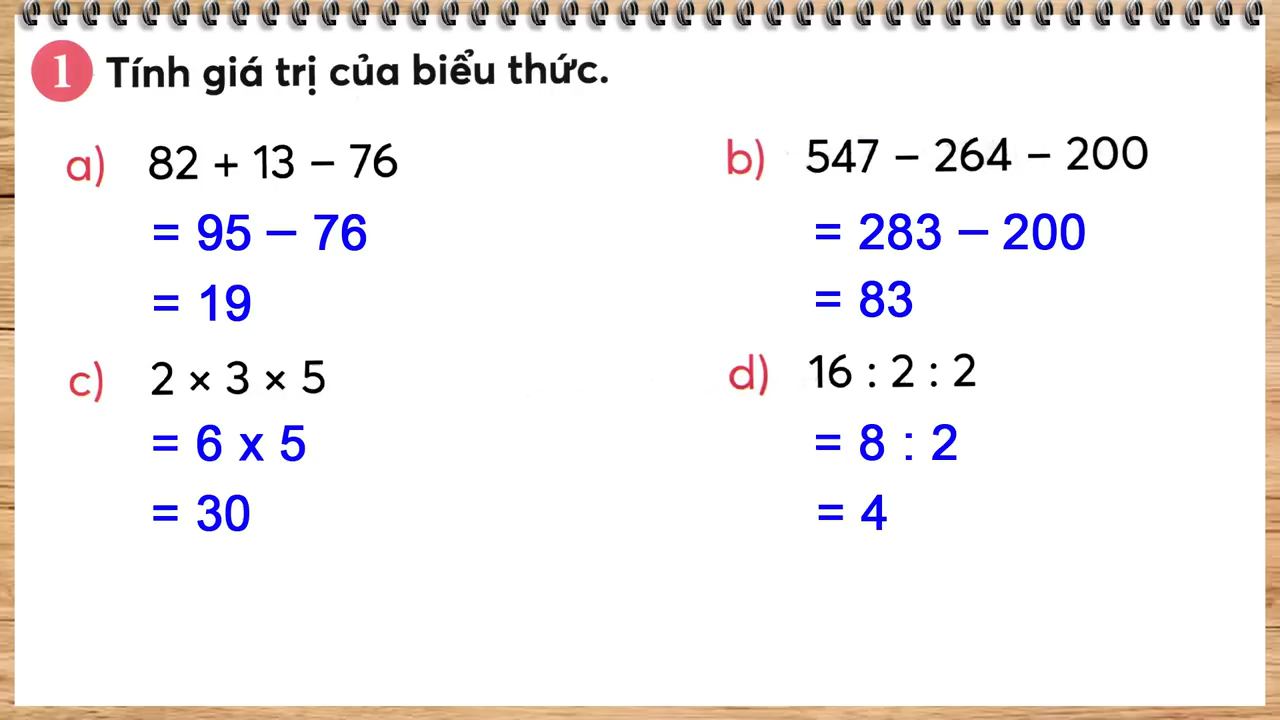 1 Tính giá trị của biểu thức.
a) 82 + 13 – 76
= 95 – 76
= 19
b) 547 – 264 – 200
= 283 – 200
= 83
c) 2 × 3 × 5
= 6 x 5
= 30
d) 16 : 2 : 2
= 8 : 2
= 4